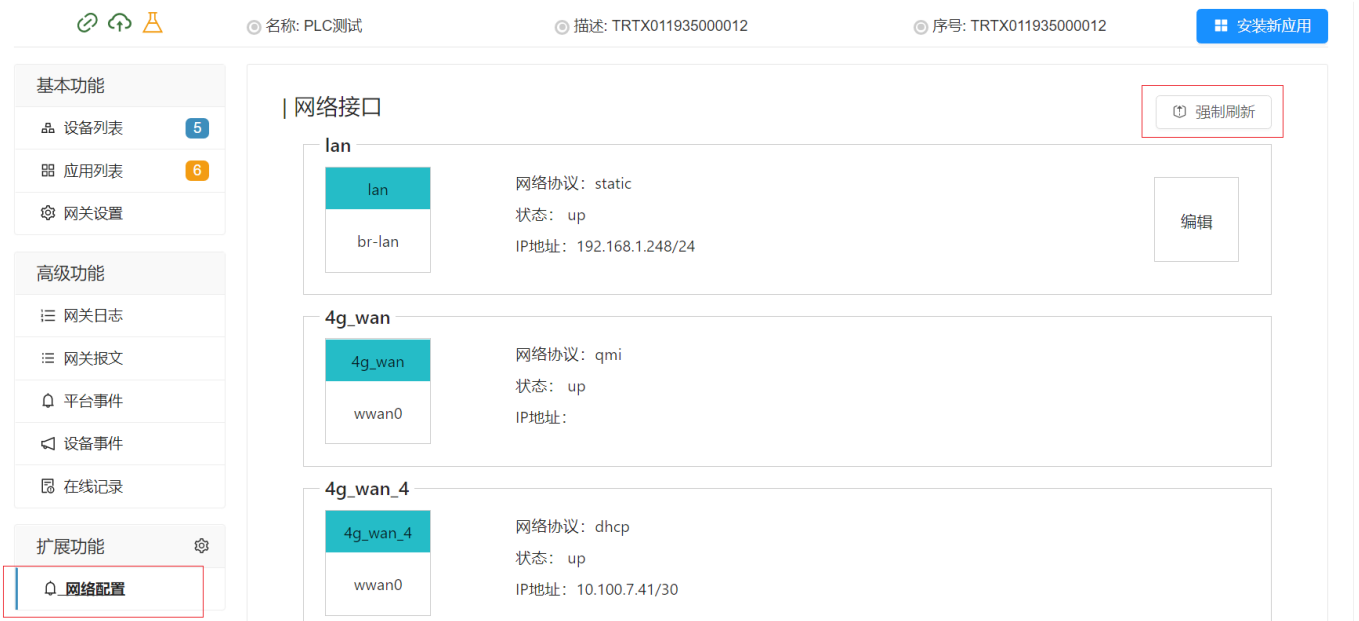 名称: PLC测试
描述: TRTX011935000012
序号: TRTX011935000012
安装新应用
基本功能
设备列表 5
应用列表 6
网关设置
高级功能
网关日志
网关报文
平台事件
设备事件
在线记录
扩展功能
网络配置
| 网络接口
强制刷新
lan
lan
br-lan
网络协议：static
状态： up
IP地址：192.168.1.248/24
编辑
4g_wan
4g_wan
wwan0
网络协议：qmi
状态： up
IP地址：
4g_wan_4
4g_wan_4
wwan0
网络协议：dhcp
状态： up
IP地址：10.100.7.41/30